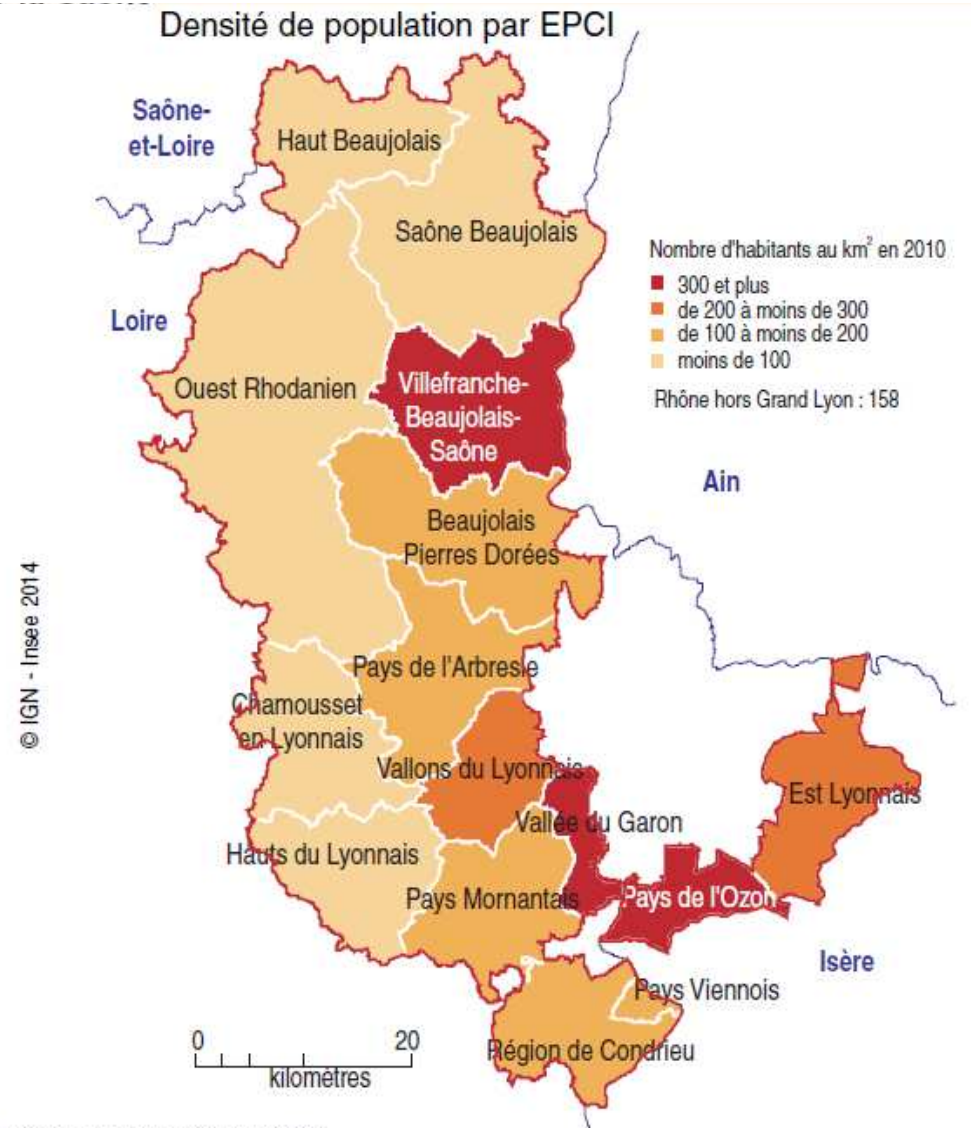 Densité de population par EPCI
Saône-
et-Loire
Haut Beaujolais
Saône Beaujolais
Nombre d'habitants au km² en 2010
300 et plus
de 200 à moins de 300
de 100 à moins de 200
moins de 100
Rhône hors Grand Lyon : 158
Loire
Ouest Rhodanien
Villefranche-
Beaujolais-
Saône
Ain
Beaujolais
Pierres Dorées
© IGN - Insee 2014
Pays de l'Arbresle
Chamousset
en Lyonnais
Vallons du Lyonnais
Est Lyonnais
Vallée du Garon
Hauts du Lyonnais
Pays Mornantais
Pays de l'Ozon
Isère
Pays Viennois
Région de Condrieu
0 20
kilomètres